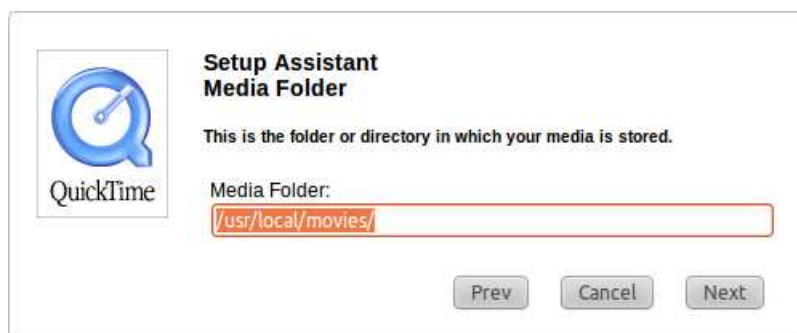 Setup Assistant
Media Folder
This is the folder or directory in which your media is stored.
QuickTime
Media Folder:
/usr/local/movies/
Prev
Cancel
Next